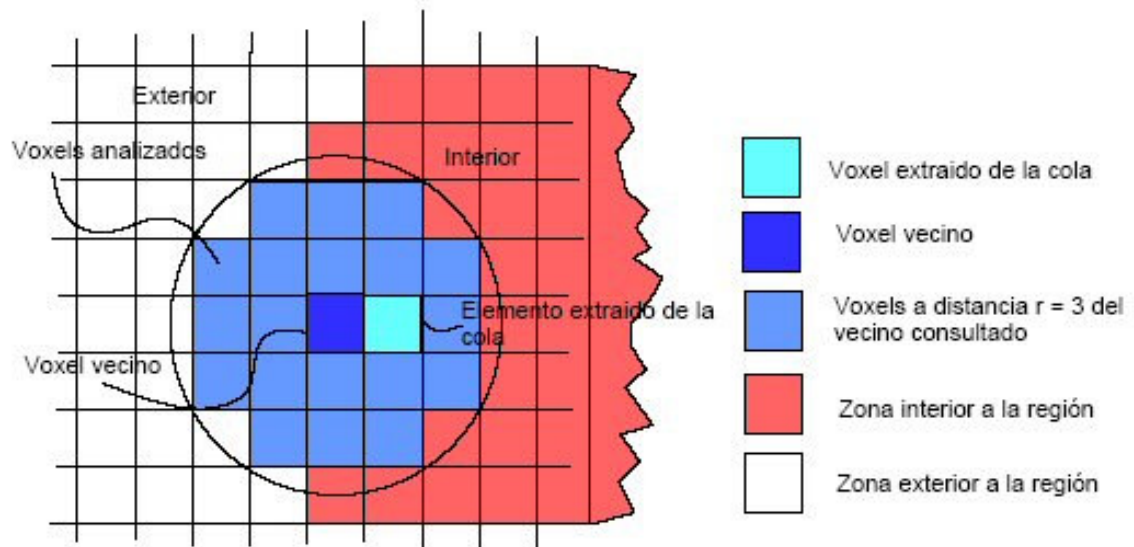 Exterior
Voxels analizados
Interior
Elemento extraido de la
cola
Voxel vecino
Voxel extraido de la cola
Voxel vecino
Voxels a distancia r = 3 del
vecino consultado
Zona interior a la región
Zona exterior a la región